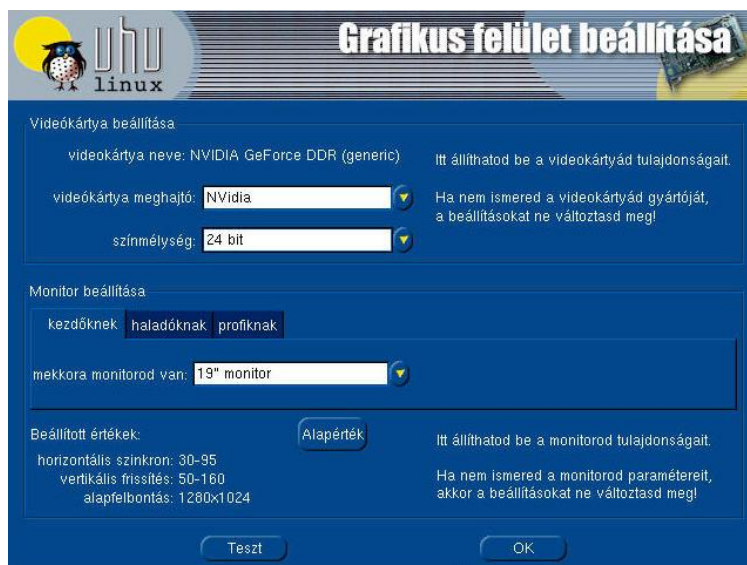 uhu
linux
Grafikus felület beállítása
Videókártya beállítása
videokártya neve: NVIDIA GeForce DDR (generic)
Itt állíthatod be a videokártyád tulajdonságait.
videókártya meghajtó: NVidia
Ha nem ismered a videokártyád gyártóját,
a beállításokat ne változtasd meg!
színmélység: 24 bit
Monitor beállítása
kezdőknek haladóknak profiknak
mekkora monitorod van: 19" monitor
Beállított értékek:
Alapérték
Itt állíthatod be a monitorod tulajdonságait.
horizontális szinkron: 30-95
vertikális frissítés: 50-160
alapfelbontás: 1280x1024
Ha nem ismered a monitorod paramétereit,
akkor a beállításokat ne változtasd meg!
Teszt
OK